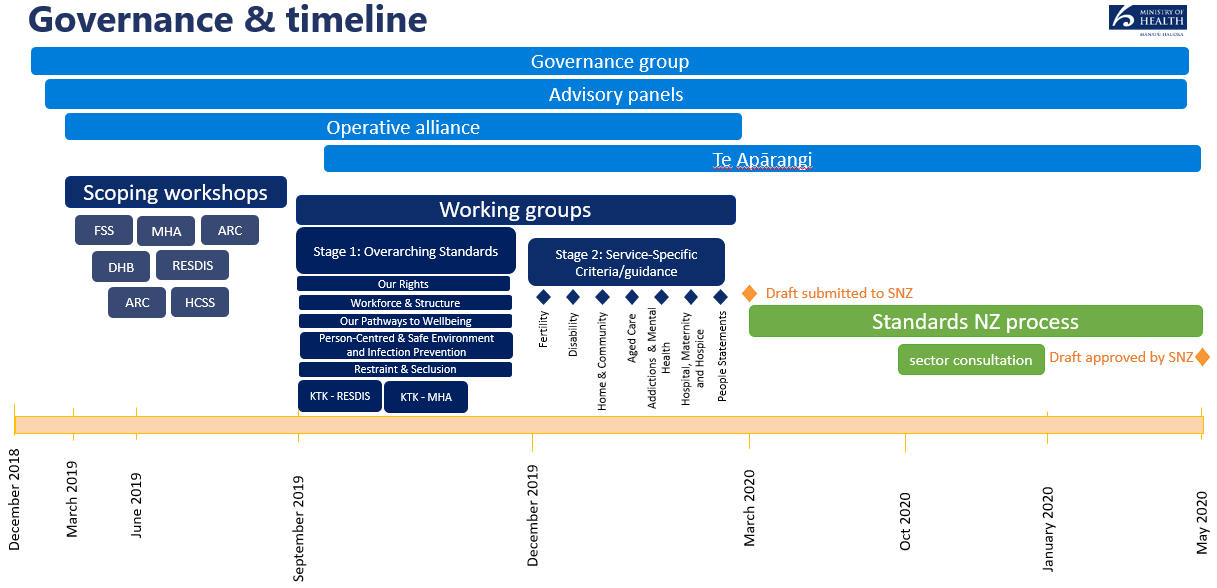 Governance & timeline
MINISTRY OF
HEALTH
MANATŪ HAUORA
Governance group
Advisory panels
Operative alliance
Te Apārangi
Scoping workshops
FSS
MHA
ARC
DHB
RESDIS
ARC
HCSS
Working groups
Stage 1: Overarching Standards
Our Rights
Workforce & Structure
Our Pathways to Wellbeing
Person-Centred & Safe Environment
and Infection Prevention
Restraint & Seclusion
KTK - RESDIS
KTK - MHA
Stage 2: Service-Specific
Criteria/guidance
Fertility
Disability
Home & Community
Aged Care
Addictions & Mental
Health
Hospital, Maternity
and Hospice
People Statements
Draft submitted to SNZ
Standards NZ process
sector consultation
Draft approved by SNZ
December 2018
March 2019
June 2019
September 2019
December 2019
March 2020
Oct 2020
January 2020
May 2020